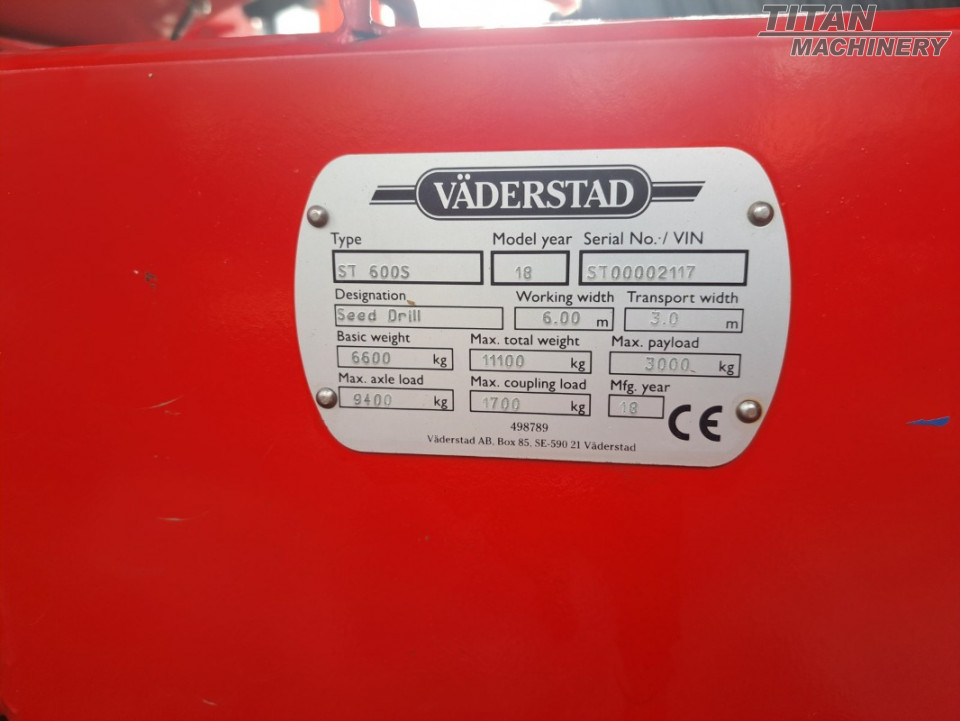 TITAN
MACHINERY
VÄDERSTAD
Type Model year Serial No./ VIN
ST 600S 18 ST00002117
Designation Working width Transport width
Seed Drill 6.00 m 3.0 m
Basic weight Max. total weight Max. payload
6600 kg 11100 kg 3000 kg
Max. axle load Max. coupling load Mfg. year
9400 kg 1700 kg 18 CE
498789
Väderstad AB, Box 85, SE-590 21 Väderstad